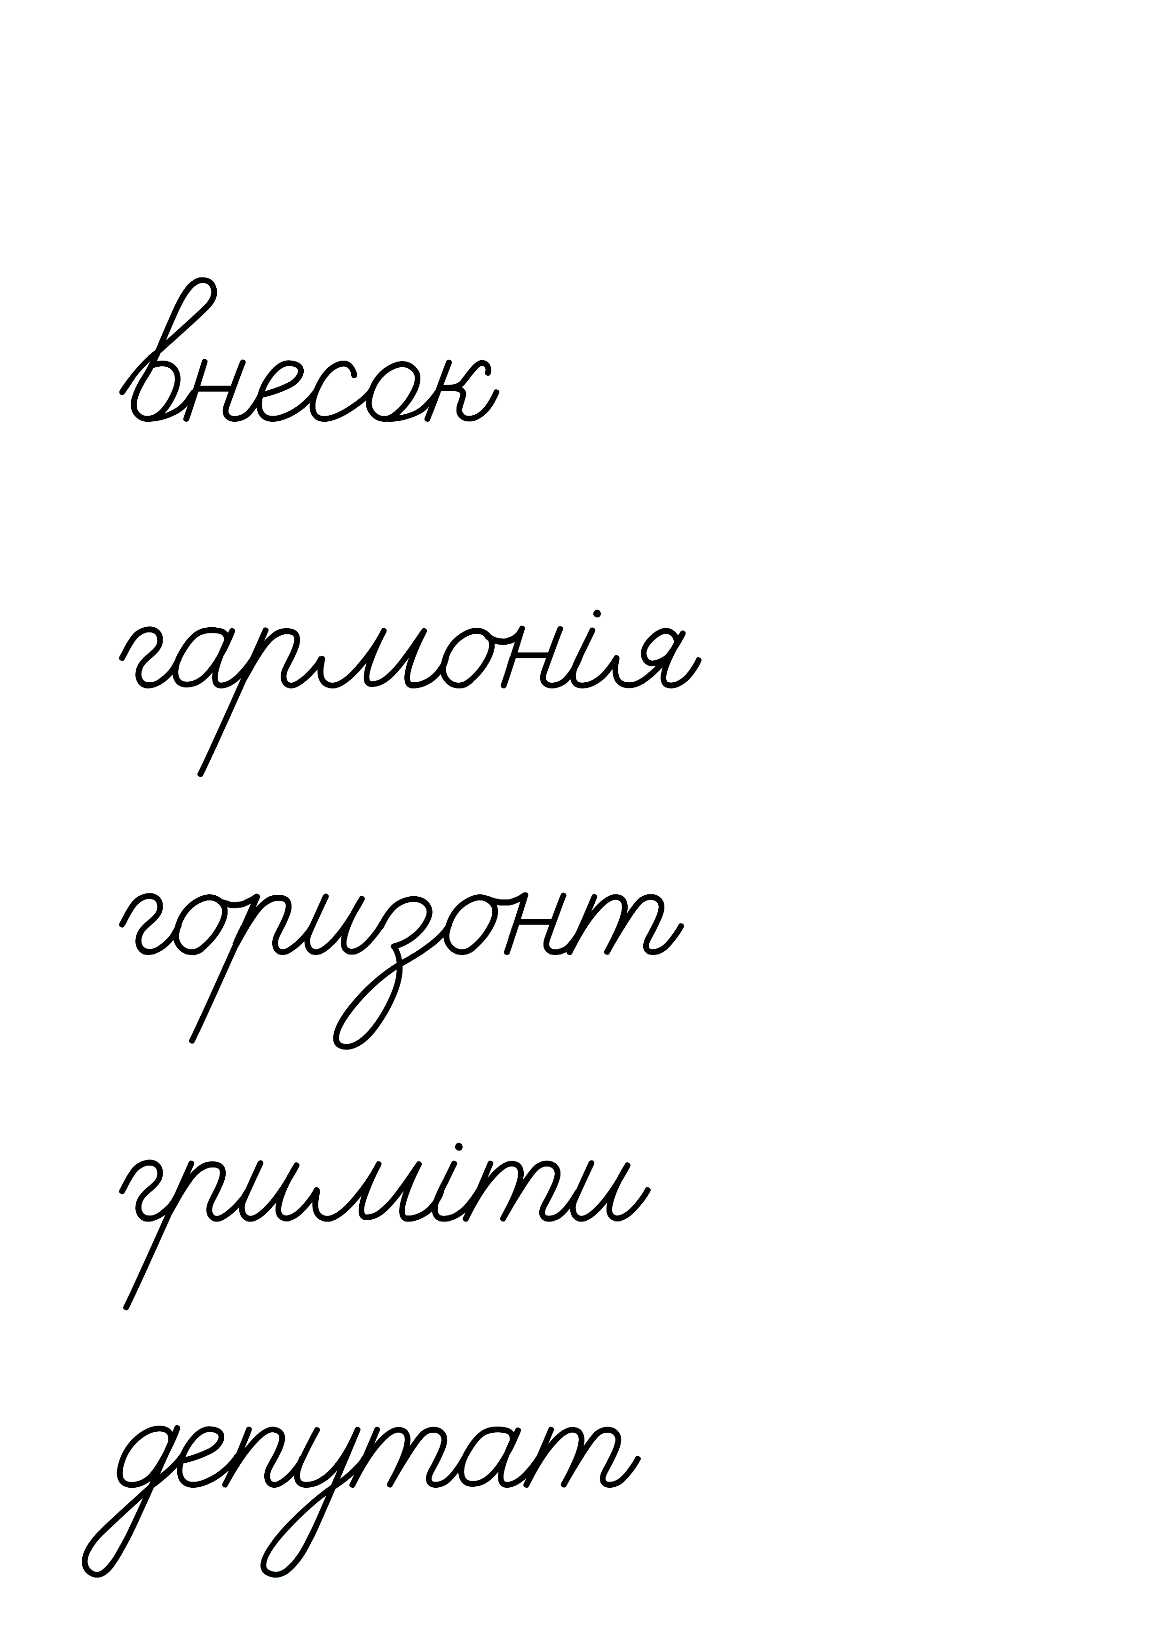 внесок
гармонія
горизонт
гриміти
депутат